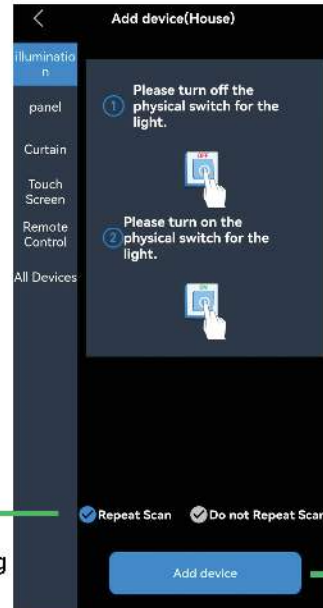 Add device(House)
illuminatio
n
panel
Curtain
Touch
Screen
Remote
Control
All Devices
1 Please turn off the
physical switch for the
light.
OFF
2 Please turn on the
physical switch for the
light.
ON
Repeat Scan Do not Repeat Scan
g
Add device